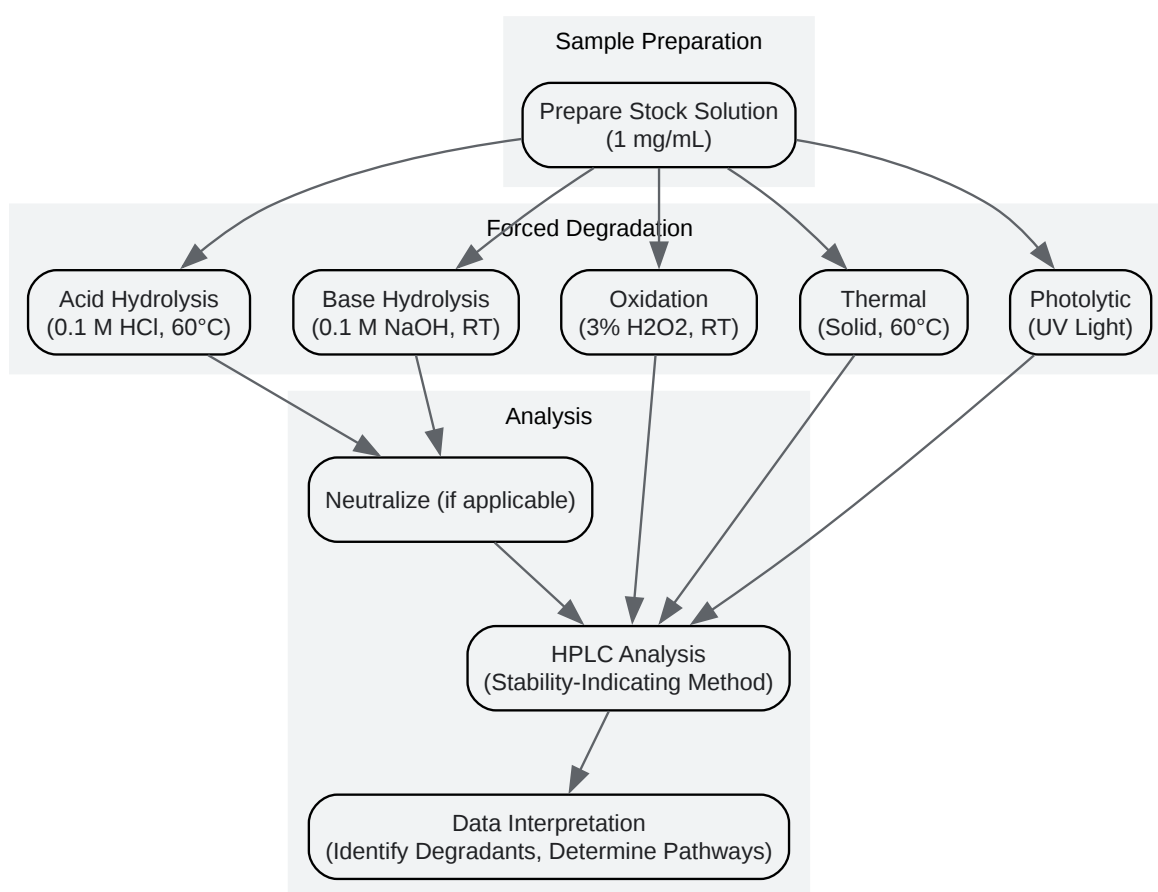 Sample Preparation
Prepare Stock Solution
(1 mg/mL)
Forced Degradation
Acid Hydrolysis
(0.1 M HCl, 60°C)
Base Hydrolysis
(0.1 M NaOH, RT)
Oxidation
(3% H2O2, RT)
Thermal
(Solid, 60°C)
Photolytic
(UV Light)
Analysis
Neutralize (if applicable)
HPLC Analysis
(Stability-Indicating Method)
Data Interpretation
(Identify Degradants, Determine Pathways)